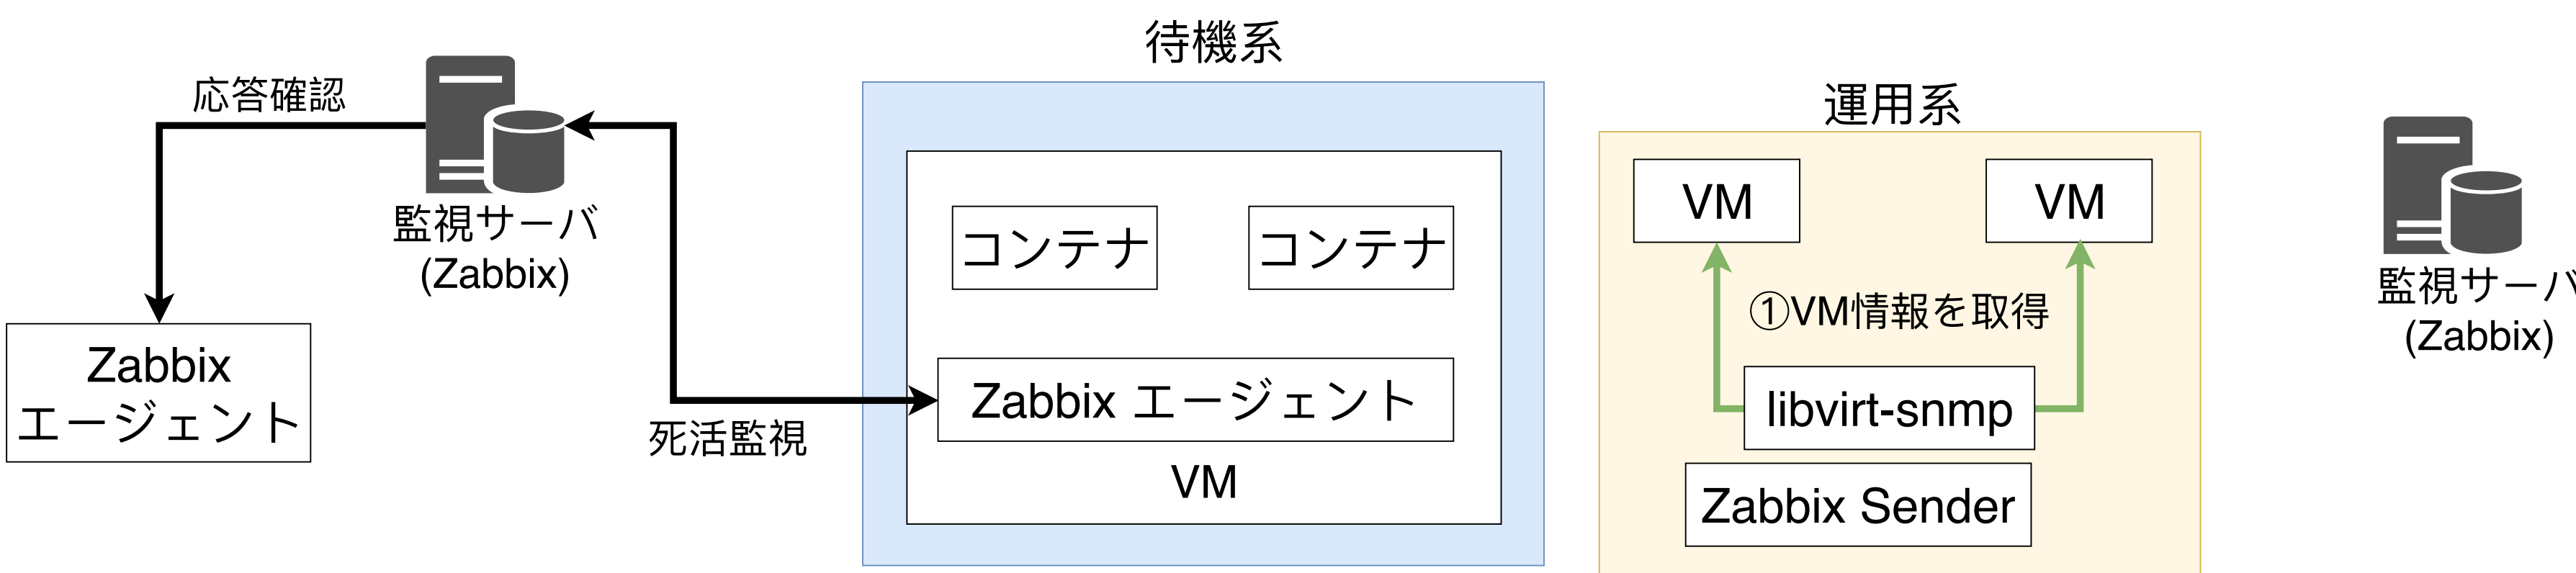 応答確認
監視サーバ
(Zabbix)
Zabbix
エージェント
死活監視
待機系
コンテナ
コンテナ
Zabbix エージェント
VM
運用系
VM
VM
①VM情報を取得
libvirt-snmp
Zabbix Sender
監視サーバ
(Zabbix)